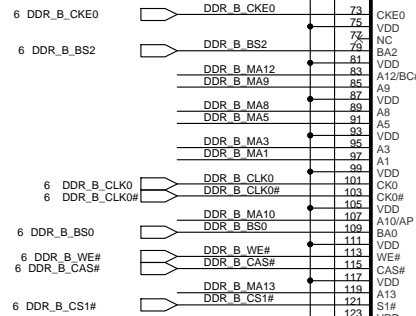 6 DDR_B_CKE0 DDR_B_CKE0 73 CKE0
75 VDD
77 NC
6 DDR_B_BS2 DDR_B_BS2 79 BA2
81 VDD
DDR_B_MA12 83 A12/BC#
DDR_B_MA9 85 A9
87 VDD
DDR_B_MA8 89 A8
DDR_B_MA5 91 A5
93 VDD
DDR_B_MA3 95 A3
DDR_B_MA1 97 A1
99 VDD
6 DDR_B_CLK0 DDR_B_CLK0 101 CK0
6 DDR_B_CLK0# DDR_B_CLK0# 103 CK0#
105 VDD
DDR_B_MA10 107 A10/AP
6 DDR_B_BS0 DDR_B_BS0 109 BA0
111 VDD
6 DDR_B_WE# DDR_B_WE# 113 WE#
6 DDR_B_CAS# DDR_B_CAS# 115 CAS#
117 VDD
DDR_B_MA13 119 A13
6 DDR_B_CS1# DDR_B_CS1# 121 S1#
123 VDD